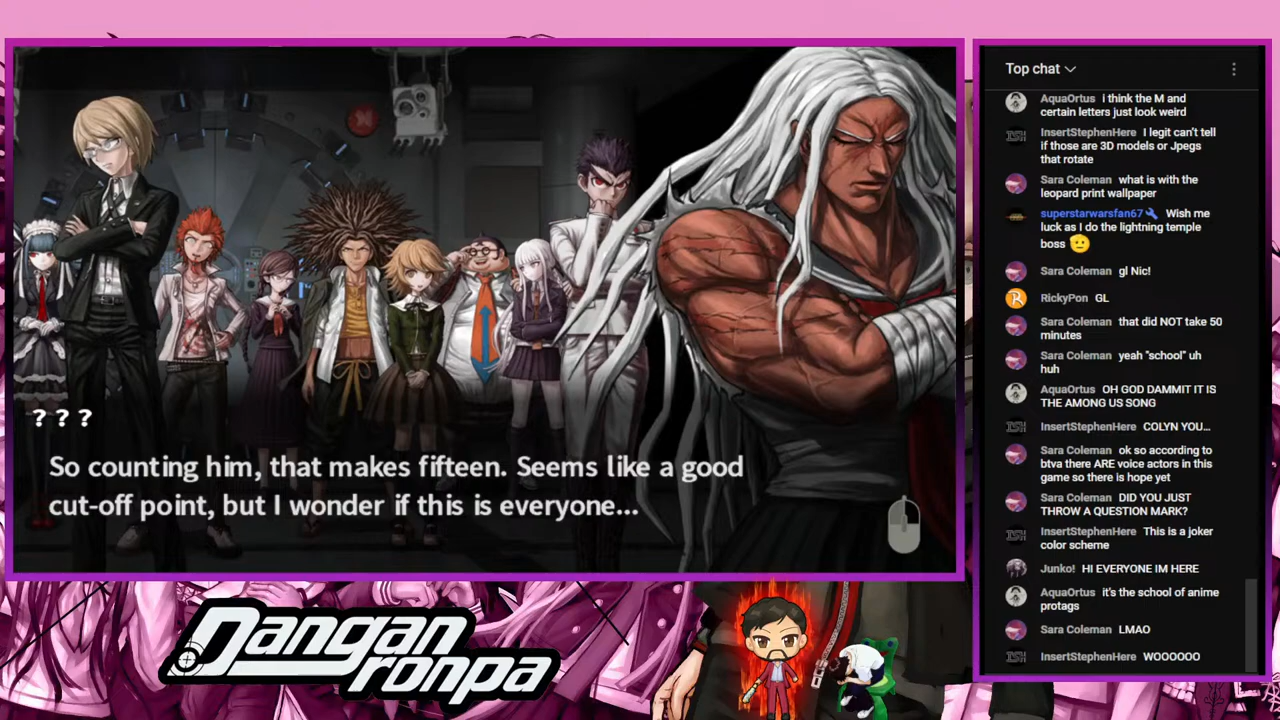 ? ? ?
So counting him, that makes fifteen. Seems like a good
cut-off point, but I wonder if this is everyone...
Dangan
ronpa
Top chat
AquaOrtus i think the M and
certain letters just look weird
InsertStephenHere I legit can't tell
if those are 3D models or Jpegs
that rotate
Sara Coleman what is with the
leopard print wallpaper
superstarwarsfan67 Wish me
luck as I do the lightning temple
boss
Sara Coleman gl Nic!
RickyPon GL
Sara Coleman that did NOT take 50
minutes
Sara Coleman yeah "school" uh
huh
AquaOrtus OH GOD DAMMIT IT IS
THE AMONG US SONG
InsertStephenHere COLYN YOU...
Sara Coleman ok so according to
btva there ARE voice actors in this
game so there is hope yet
Sara Coleman DID YOU JUST
THROW A QUESTION MARK?
InsertStephenHere This is a joker
color scheme
Junko! HI EVERYONE IM HERE
AquaOrtus it's the school of anime
protags
Sara Coleman LMAO
InsertStephenHere WOOOOOO